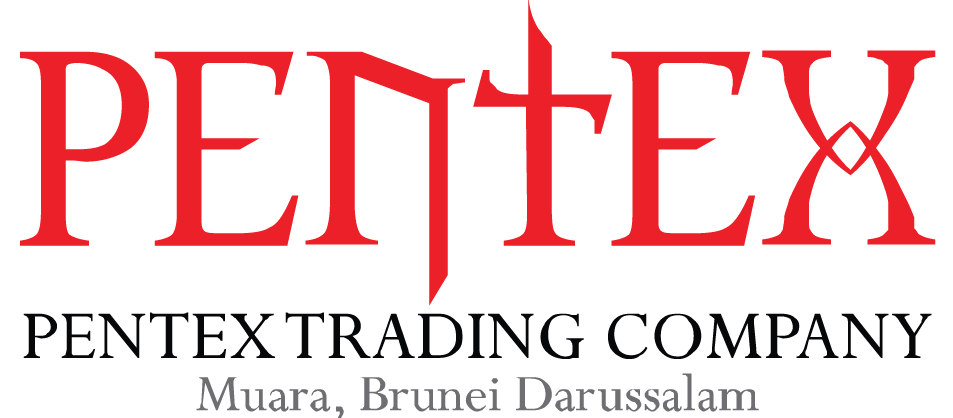 PENTEX
PENTEX TRADING COMPANY
Muara, Brunei Darussalam